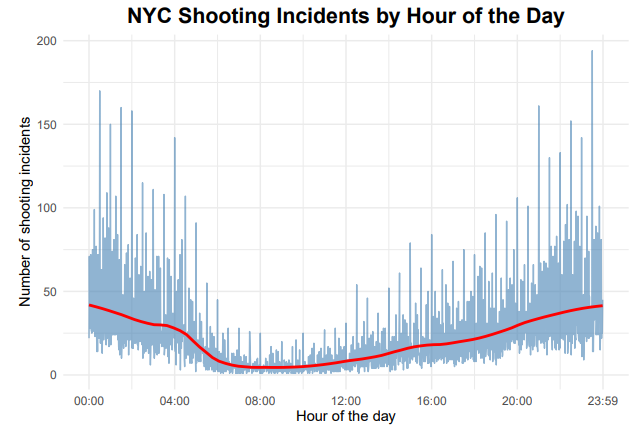 NYC Shooting Incidents by Hour of the Day
Number of shooting incidents
200
150
100
50
0
00:00 04:00 08:00 12:00 16:00 20:00 23:59
Hour of the day